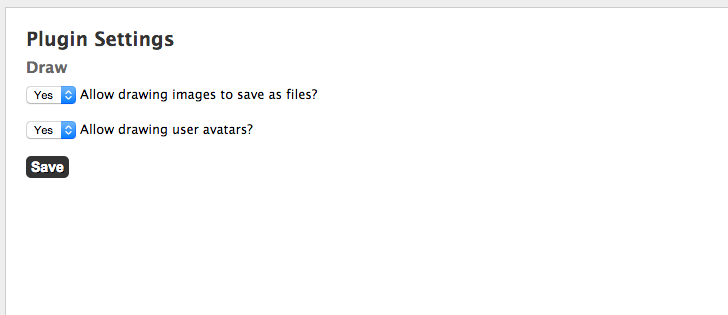 Plugin Settings
Draw
Yes Allow drawing images to save as files?
Yes Allow drawing user avatars?
Save